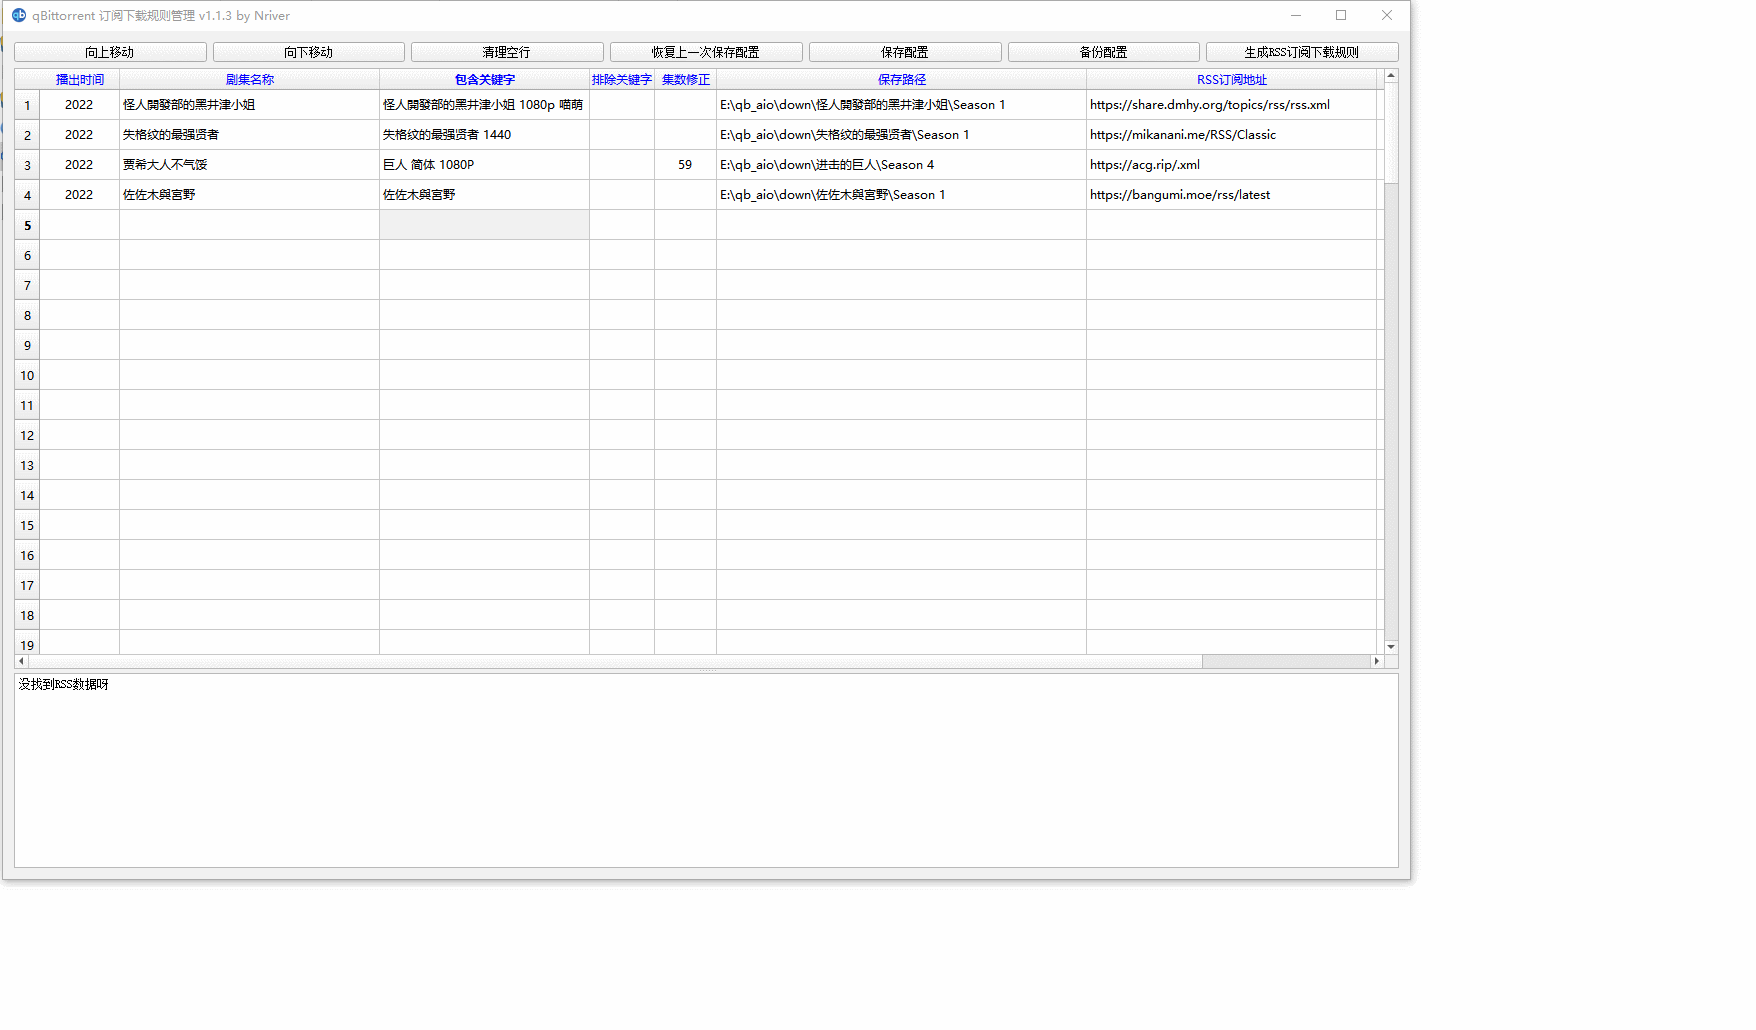 qBittorrent 订阅下载规则管理 v1.1.3 by Nriver
向上移动 向下移动 清理空行 恢复上一次保存配置 保存配置 备份配置 生成RSS订阅下载规则
播出时间 剧集名称 包含关键字 排除关键字 集数修正 保存路径 RSS订阅地址
1 2022 怪人開發部的黑井津小姐 怪人開發部的黑井津小姐 1080p 喵萌 E:\qb_aio\down\怪人開發部的黑井津小姐\Season 1 https://share.dmhy.org/topics/rss/rss.xml
2 2022 失格纹的最强贤者 失格纹的最强贤者 1440 E:\qb_aio\down\失格纹的最强贤者\Season 1 https://mikanani.me/RSS/Classic
3 2022 贾希大人不气馁 巨人 简体 1080P 59 E:\qb_aio\down\进击的巨人\Season 4 https://acg.rip/.xml
4 2022 佐佐木與宮野 佐佐木與宮野 E:\qb_aio\down\佐佐木與宮野\Season 1 https://bangumi.moe/rss/latest
5
6
7
8
9
10
11
12
13
14
15
16
17
18
19
没找到RSS数据呀